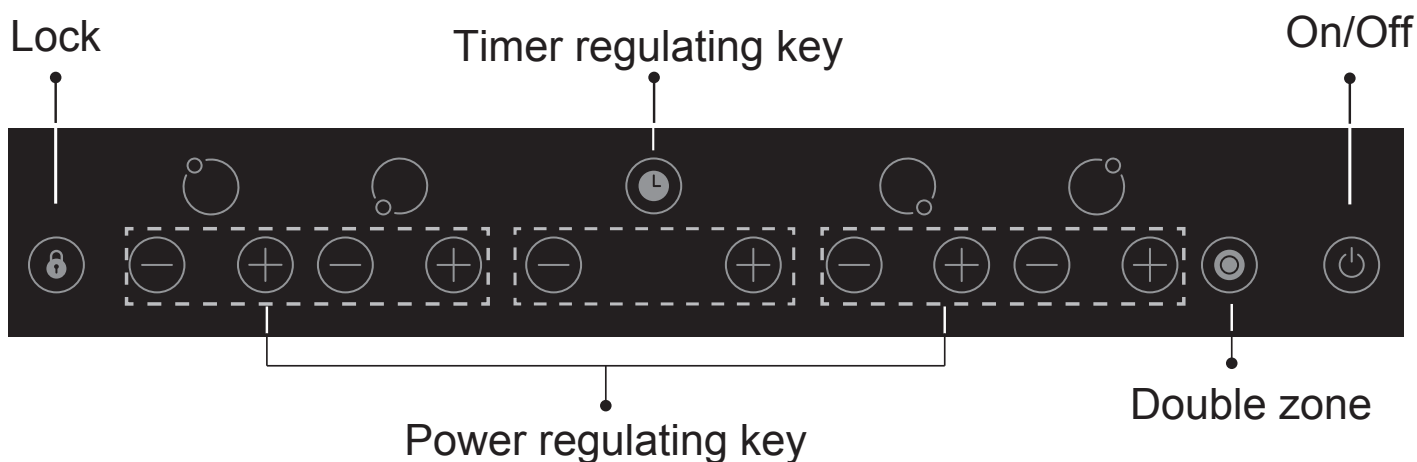 Lock
Timer regulating key
On/Off
Double zone
Power regulating key